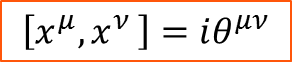 [x^μ, x^ν] = iθ^{μν}